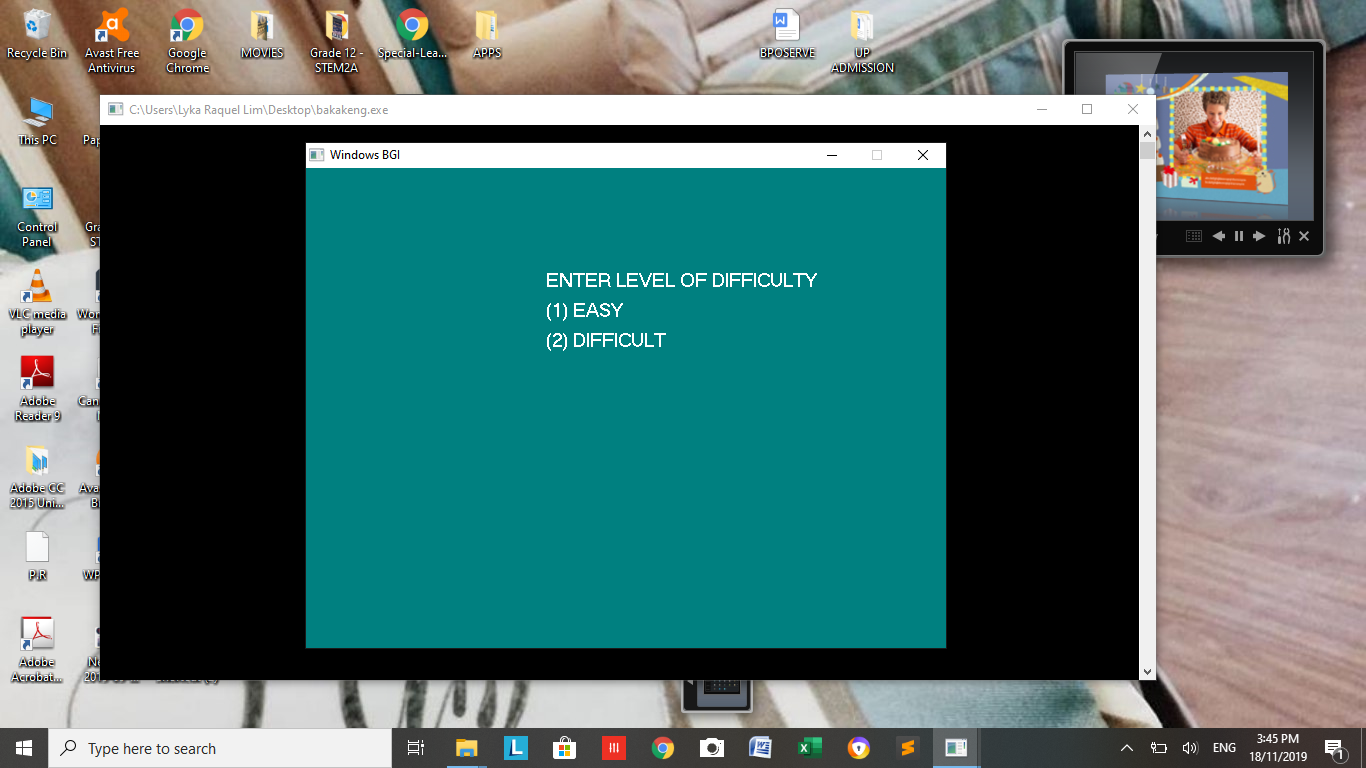 Recycle Bin
Avast Free
Antivirus
Google
Chrome
MOVIES
Grade 12 -
STEM2A
Special-Lea...
APPS
BPOSERVE
UP
ADMISSION
This PC
C:\Users\Lyka Raquel Lim\Desktop\bakakeng.exe
Windows BGI
ENTER LEVEL OF DIFFICULTY
(1) EASY
(2) DIFFICULT
Control
Panel
VLC media
player
Adobe
Reader 9
Adobe CC
2015 Uni...
PIR
Adobe
Acrobat...
Type here to search
ENG
3:45 PM
18/11/2019
1